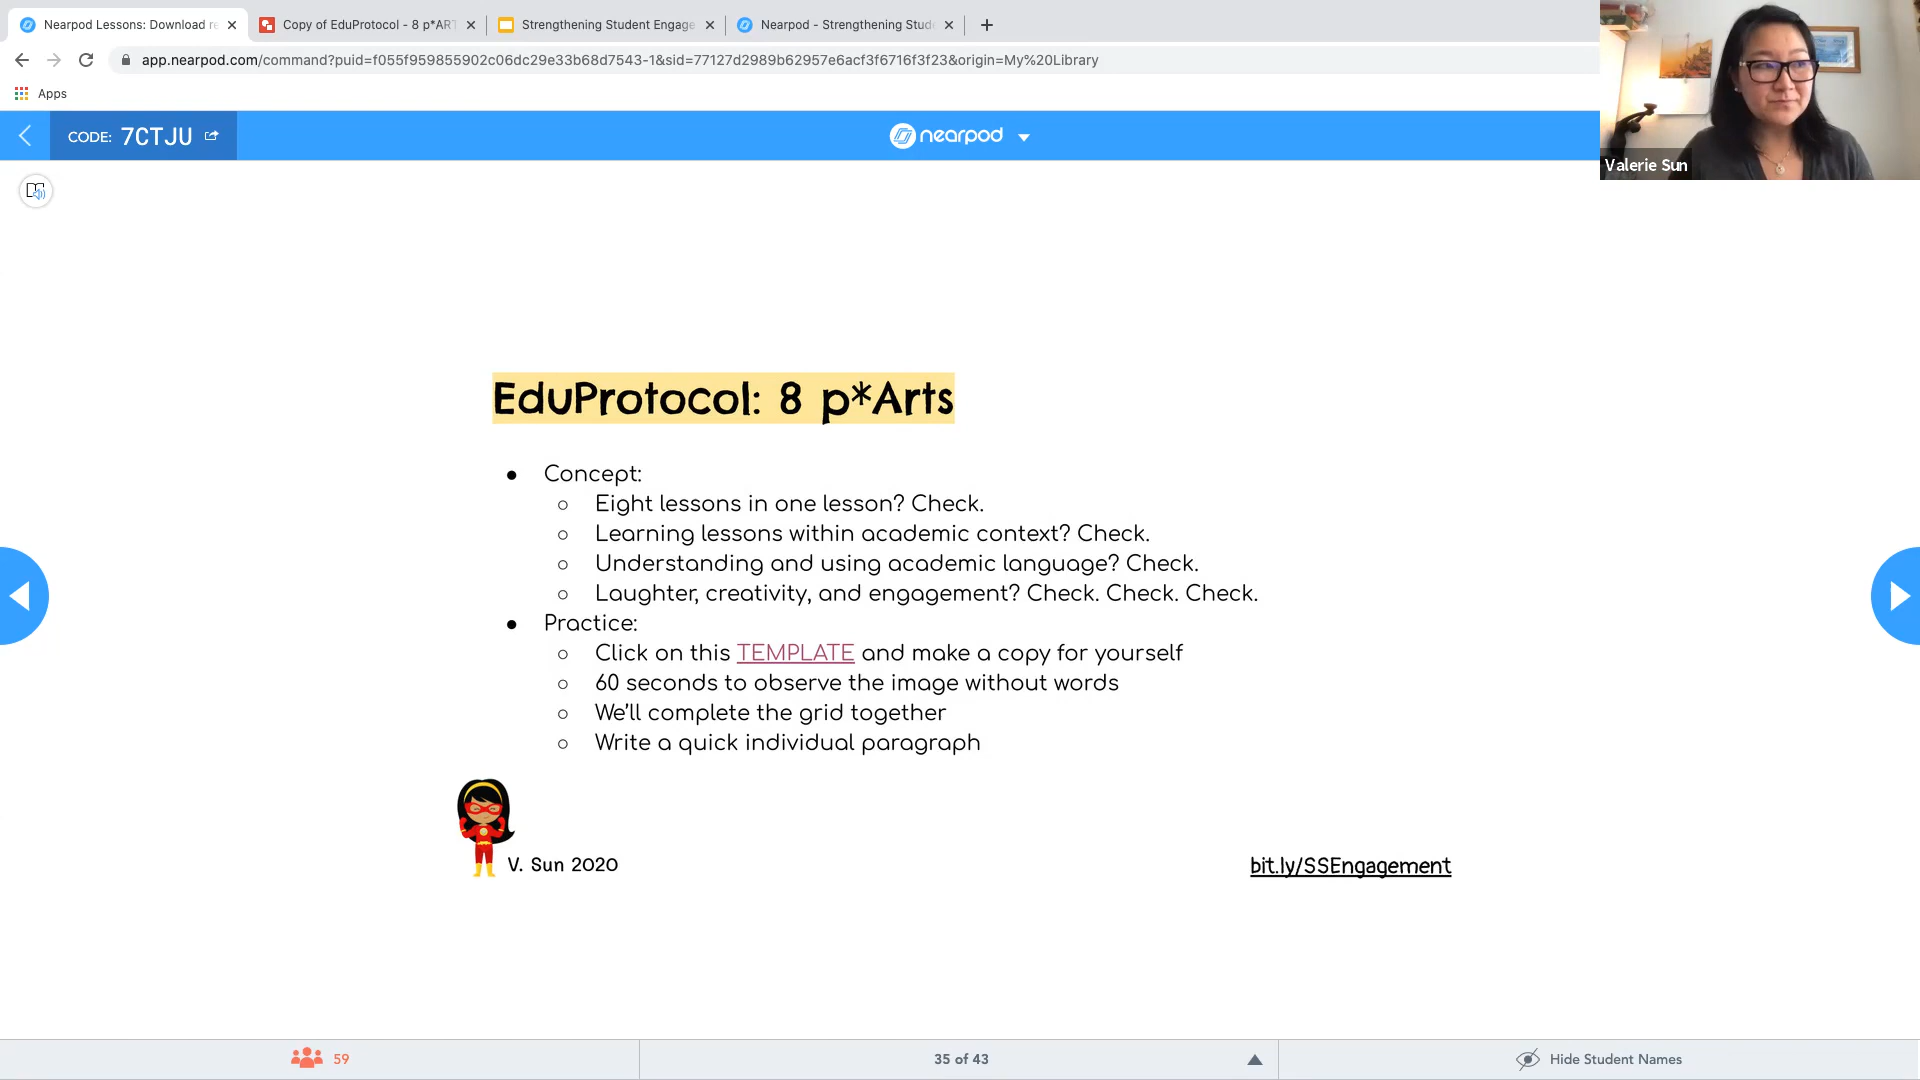 Nearpod Lessons: Download re
Copy of EduProtocol - 8 p*ART
Strengthening Student Engage
Nearpod - Strengthening Stud
app.nearpod.com/command?puid=f055f959855902c06dc29e33b68d7543-1&sid=77127d2989b62957e6acf3f6716f3f23&origin=My%20Library
Apps
CODE: 7CTJU
nearpod
Valerie Sun
EduProtocol: 8 p*Arts
● Concept:
○ Eight lessons in one lesson? Check.
○ Learning lessons within academic context? Check.
○ Understanding and using academic language? Check.
○ Laughter, creativity, and engagement? Check. Check. Check.
● Practice:
○ Click on this TEMPLATE and make a copy for yourself
○ 60 seconds to observe the image without words
○ We'll complete the grid together
○ Write a quick individual paragraph
V. Sun 2020
bit.ly/SSEngagement
59
35 of 43
Hide Student Names